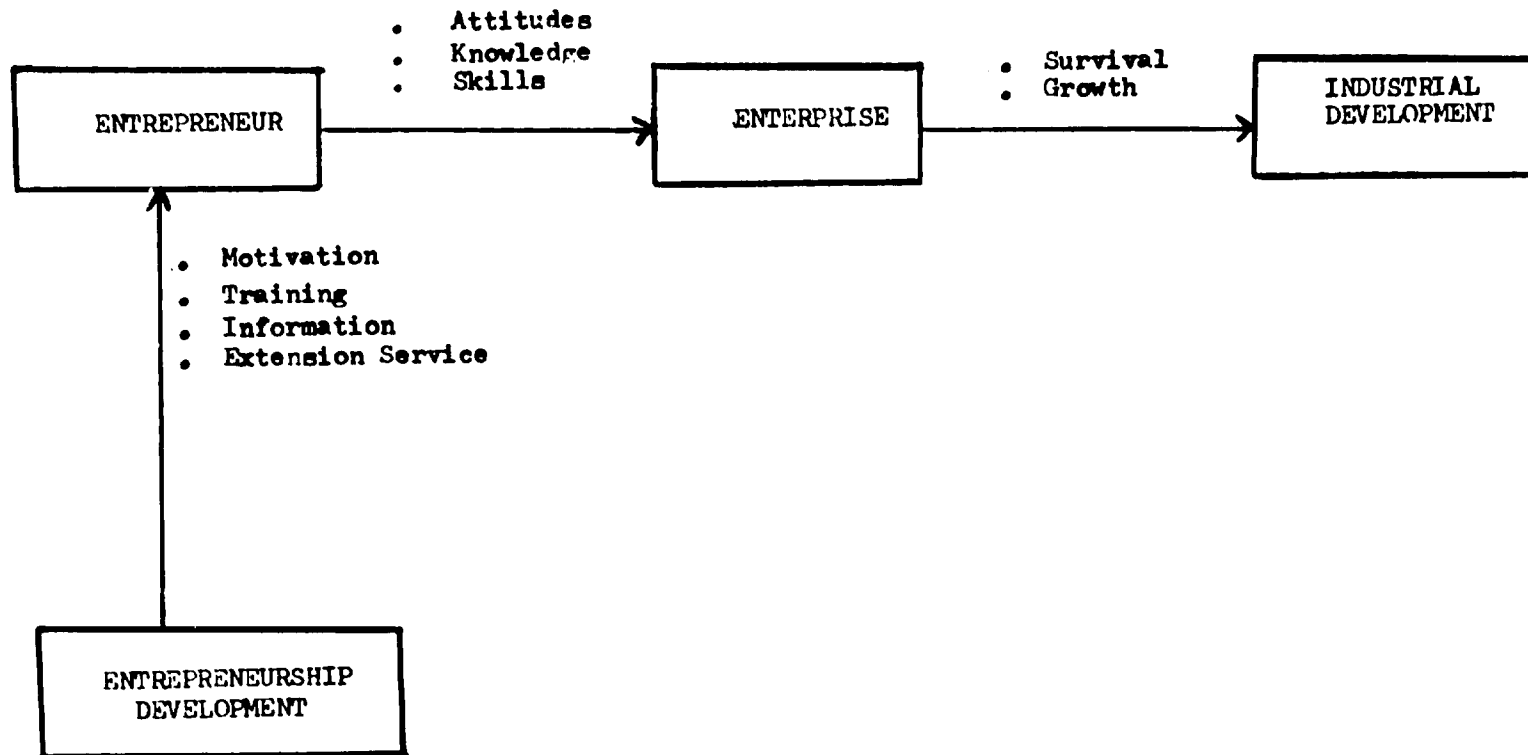 • Attitudes
• Knowledge
• Skills
ENTREPRENEUR
ENTERPRISE
• Survival
• Growth
INDUSTRIAL
DEVELOPMENT
• Motivation
• Training
• Information
• Extension Service
ENTREPRENEURSHIP
DEVELOPMENT